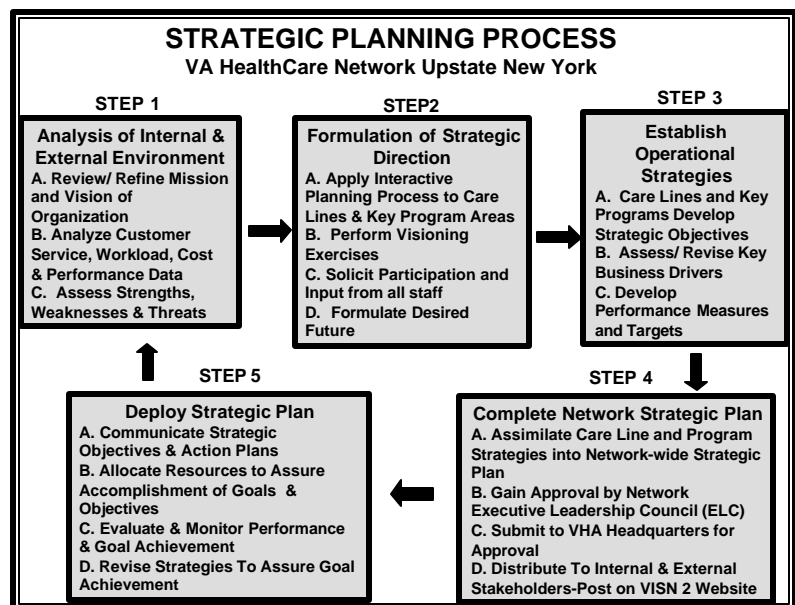 STRATEGIC PLANNING PROCESS
VA HealthCare Network Upstate New York
STEP 1
Analysis of Internal &
External Environment
A. Review/ Refine Mission
and Vision of
Organization
B. Analyze Customer
Service, Workload, Cost
& Performance Data
C. Assess Strengths,
Weaknesses & Threats
STEP2
Formulation of Strategic
Direction
A. Apply Interactive
Planning Process to Care
Lines & Key Program Areas
B. Perform Visioning
Exercises
C. Solicit Participation and
Input from all staff
D. Formulate Desired
Future
STEP 3
Establish
Operational
Strategies
A. Care Lines and Key
Programs Develop
Strategic Objectives
B. Assess/ Revise Key
Business Drivers
C. Develop
Performance Measures
and Targets
STEP 4
Complete Network Strategic Plan
A. Assimilate Care Line and Program
Strategies into Network-wide Strategic
Plan
B. Gain Approval by Network
Executive Leadership Council (ELC)
C. Submit to VHA Headquarters for
Approval
D. Distribute To Internal & External
Stakeholders-Post on VISN 2 Website
STEP 5
Deploy Strategic Plan
A. Communicate Strategic
Objectives & Action Plans
B. Allocate Resources to Assure
Accomplishment of Goals &
Objectives
C. Evaluate & Monitor Performance
& Goal Achievement
D. Revise Strategies To Assure Goal
Achievement